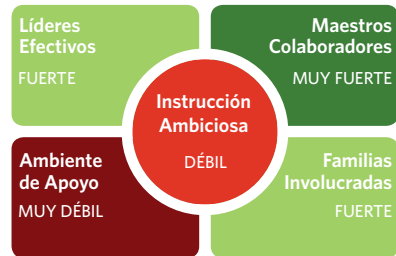 Líderes
Efectivos
FUERTE
Maestros
Colaboradores
MUY FUERTE
Instrucción
Ambiciosa
DÉBIL
Ambiente
de Apoyo
MUY DÉBIL
Familias
Involucradas
FUERTE